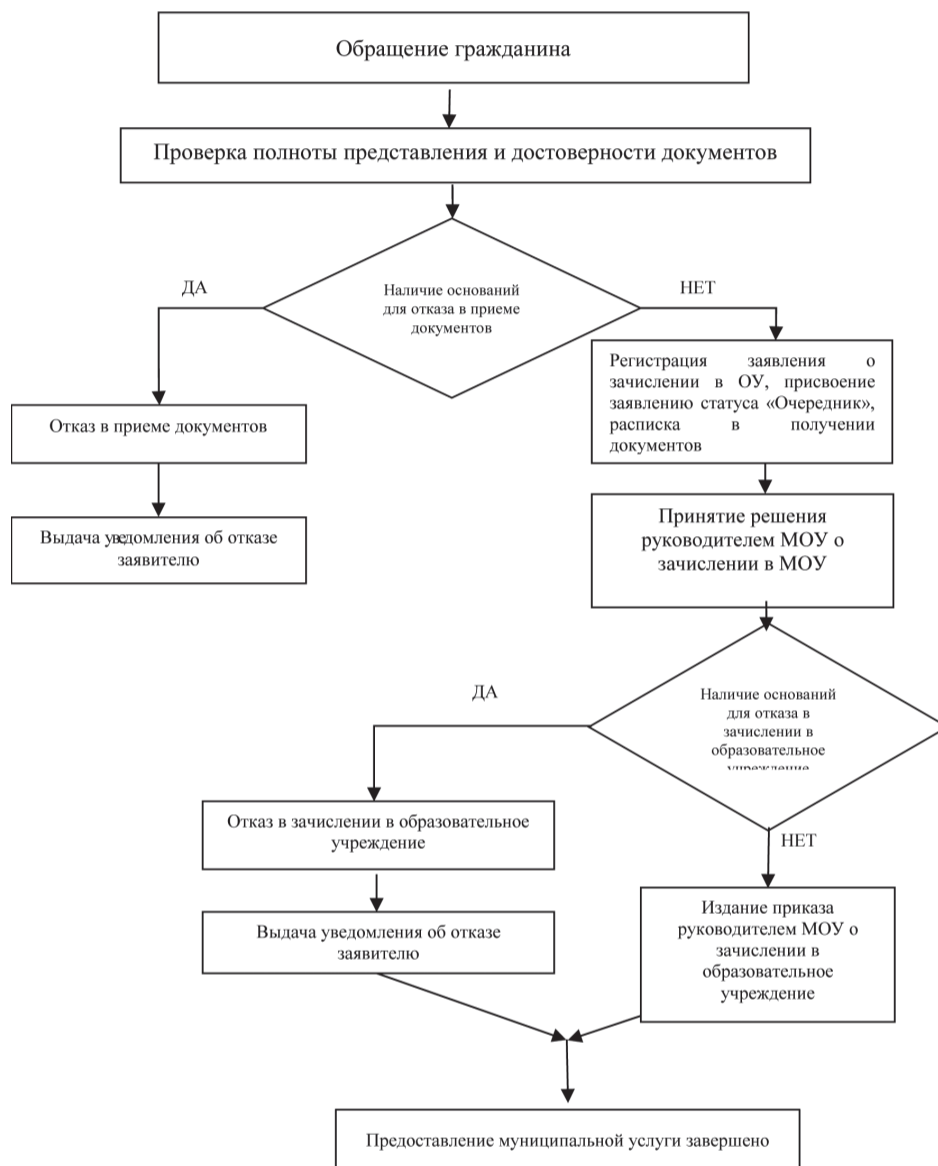 Обращение гражданина
Проверка полноты представления и достоверности документов
ДА
НЕТ
Наличие оснований
для отказа в приеме
документов
Регистрация заявления о
зачислении в ОУ, присвоение
заявлению статуса «Очередник»,
расписка в получении
документов
Отказ в приеме документов
Выдача уведомления об отказе
заявителю
Принятие решения
руководителем МОУ о
зачислении в МОУ
ДА
Наличие оснований
для отказа в
зачислении в
образовательное
учреждение
НЕТ
Отказ в зачислении в образовательное
учреждение
Выдача уведомления об отказе
заявителю
Издание приказа
руководителем МОУ о
зачислении в
образовательное
учреждение
Предоставление муниципальной услуги завершено